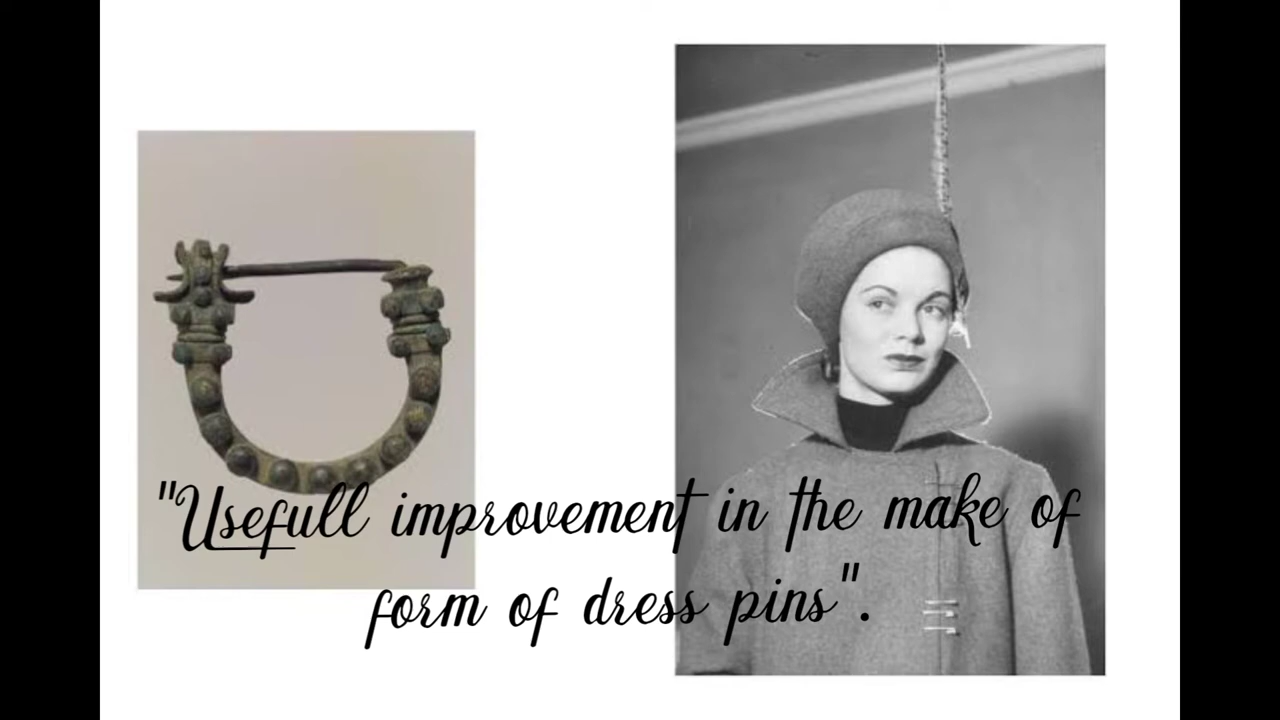 "Usefull improvement in the make of
form of dress pins".